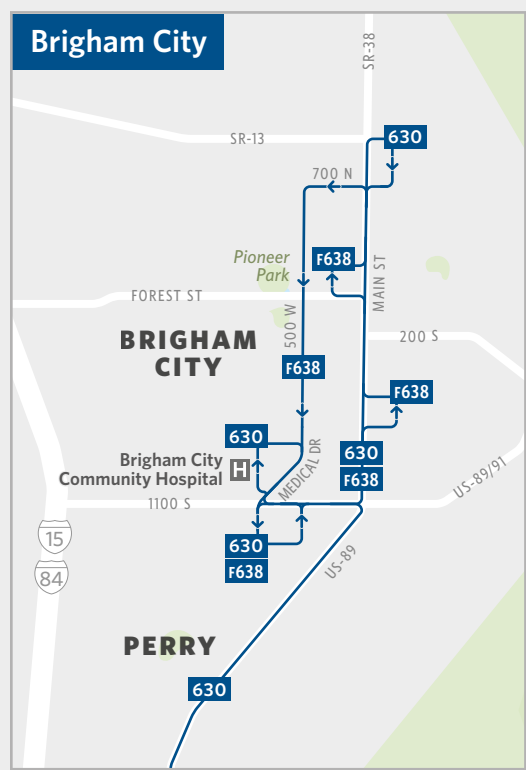 Brigham City
SR-38
630
SR-13
700 N
Pioneer
Park
F638
MAIN ST
FOREST ST
500 W
BRIGHAM
CITY
200 S
F638
F638
630
Brigham City
Community Hospital
H
MEDICAL DR
630
F638
US-89/91
1100 S
15
84
630
F638
US-89
PERRY
630